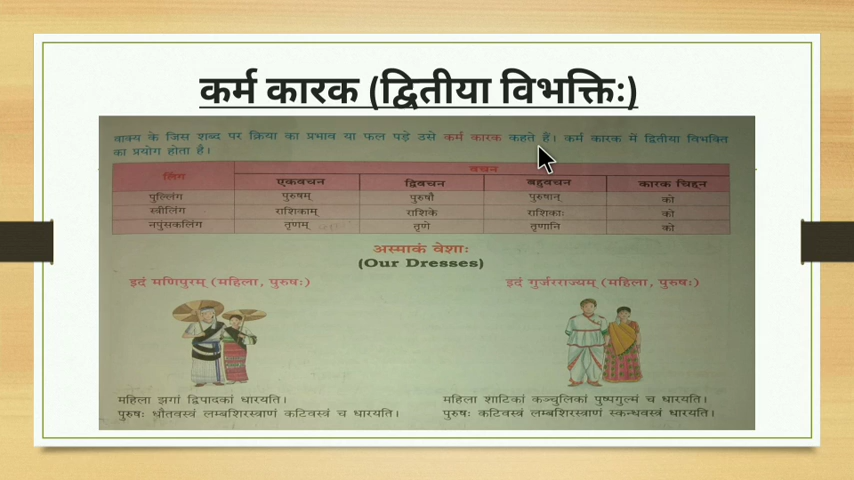 कर्म कारक (द्वितीया विभक्तिः)
वाक्य के जिस शब्द पर क्रिया का प्रभाव या फल पड़े उसे कर्म कारक कहते हैं। कर्म कारक में द्वितीया विभक्ति
का प्रयोग होता है।
लिंग वचन
एकवचन द्विवचन बहुवचन कारक चिह्न
पुल्लिंग पुरुषम् पुरुषौ पुरुषान् को
स्त्रीलिंग राशिकाम् राशिके राशिकाः को
नपुंसकलिंग तृणम् तृणे तृणानि को
अस्माकं वेशाः
(Our Dresses)
इदं मणिपुरम् (महिला, पुरुषः) इदं गुर्जरराज्यम् (महिला, पुरुषः)
महिला झगां द्विपादकां धारयति। महिला शाटिकां कञ्चुलिकां पुष्पगुल्मं च धारयति।
पुरुषः धौतवस्त्रं लम्बशिरस्त्राणं कटिवस्त्रं च धारयति। पुरुषः कटिवस्त्रं लम्बशिरस्त्राणं स्कन्धवस्त्रं धारयति।